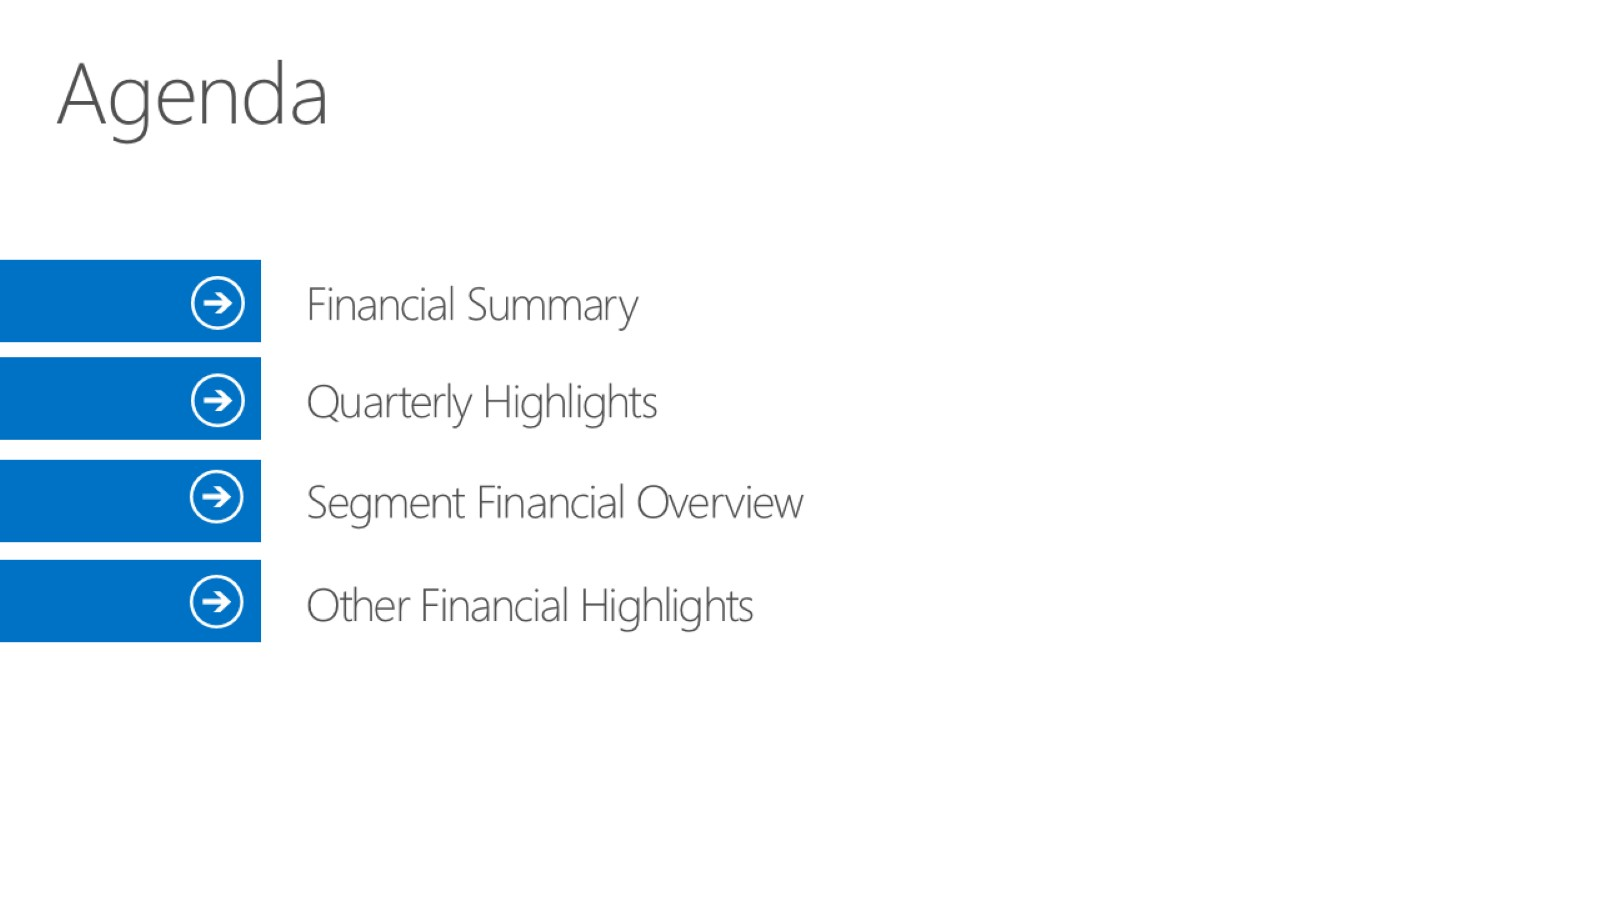 Agenda
Financial Summary
Quarterly Highlights
Segment Financial Overview
Other Financial Highlights